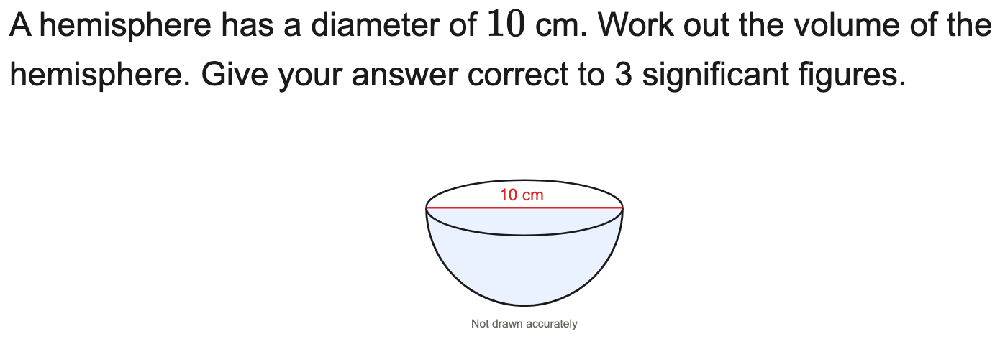 A hemisphere has a diameter of 10 cm. Work out the volume of the
hemisphere. Give your answer correct to 3 significant figures.
10 cm
Not drawn accurately